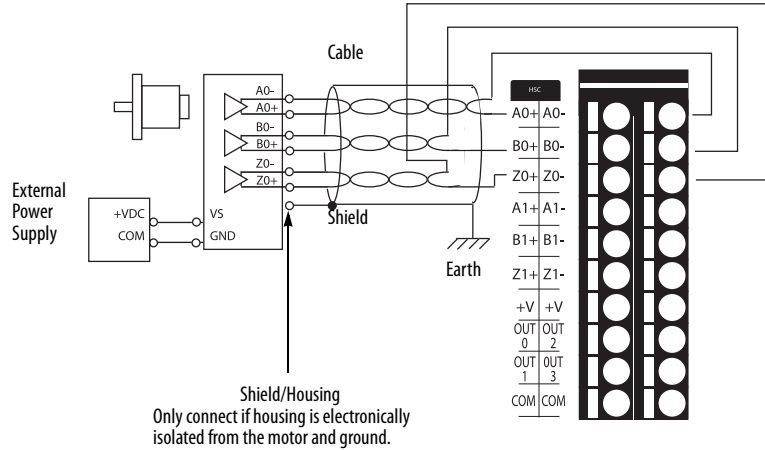 Cable
A0-
A0+
B0-
B0+
Z0-
Z0+
External
Power
Supply
+VDC
COM
VS
GND
Shield
Earth
HSC
A0+ A0-
B0+ B0-
Z0+ Z0-
A1+ A1-
B1+ B1-
Z1+ Z1-
+V +V
OUT OUT
0 2
OUT 0UT
1 3
COM COM
Shield/Housing
Only connect if housing is electronically
isolated from the motor and ground.